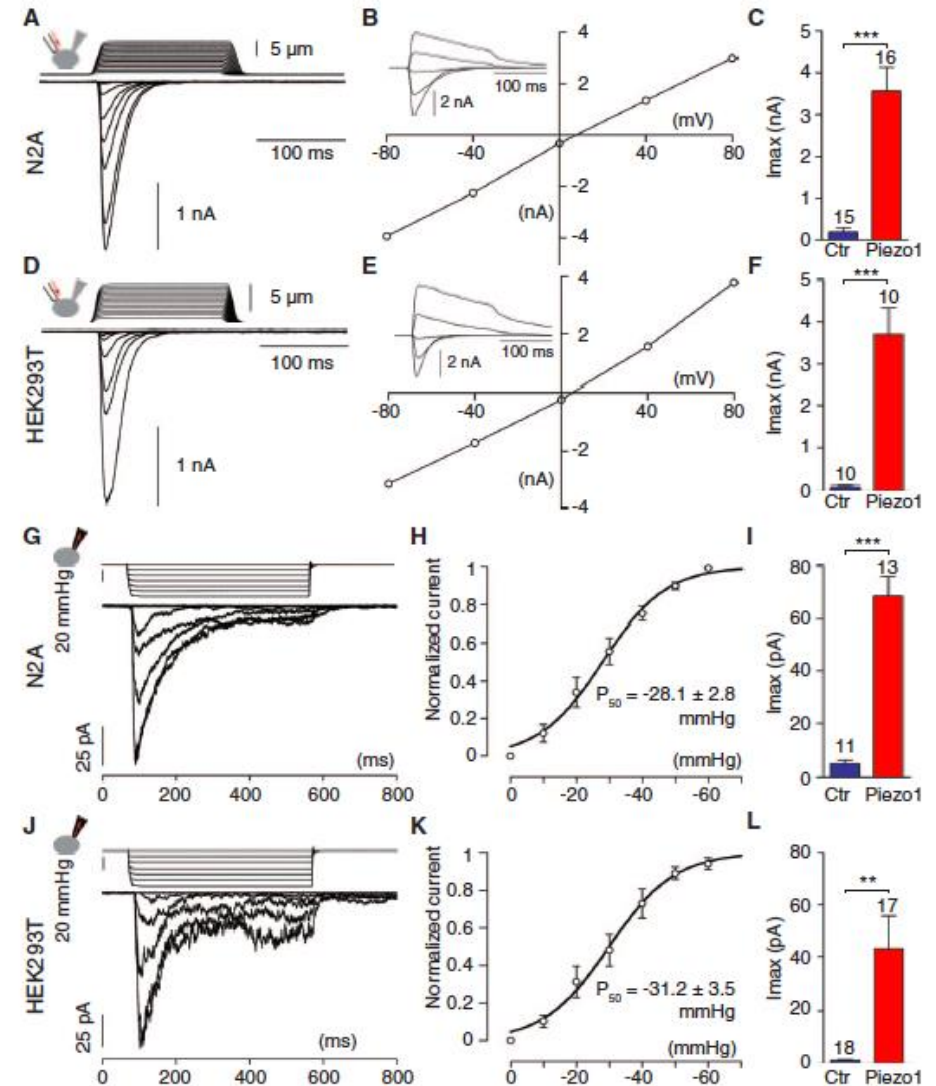 A
5 µm
N2A
100 ms
1 nA
B
4
2
100 ms
2 nA
(mV)
-80
-40
40
80
-2
(nA)
-4
C
5
4
3
2
1
0
Imax (nA)
***
16
15
Ctr
Piezo1
D
5 µm
HEK293T
100 ms
1 nA
E
4
2
100 ms
2 nA
(mV)
-80
-40
0
40
80
-2
(nA)
-4
F
5
4
3
2
1
0
Imax (nA)
***
10
10
Ctr
Piezo1
G
20 mmHg
N2A
25 pA
(ms)
0
200
400
600
800
H
Normalized current
1
0.8
0.6
0.4
0.2
0
P50 = -28.1 ± 2.8
mmHg
(mmHg)
0
-20
-40
-60
I
80
60
40
20
0
Imax (pA)
***
13
11
Ctr
Piezo1
J
20 mmHg
HEK293T
25 pA
(ms)
0
200
400
600
800
K
Normalized current
1
0.8
0.6
0.4
0.2
0
P50 = -31.2 ± 3.5
mmHg
(mmHg)
0
-20
-40
-60
L
80
60
40
20
0
Imax (pA)
**
17
18
Ctr
Piezo1